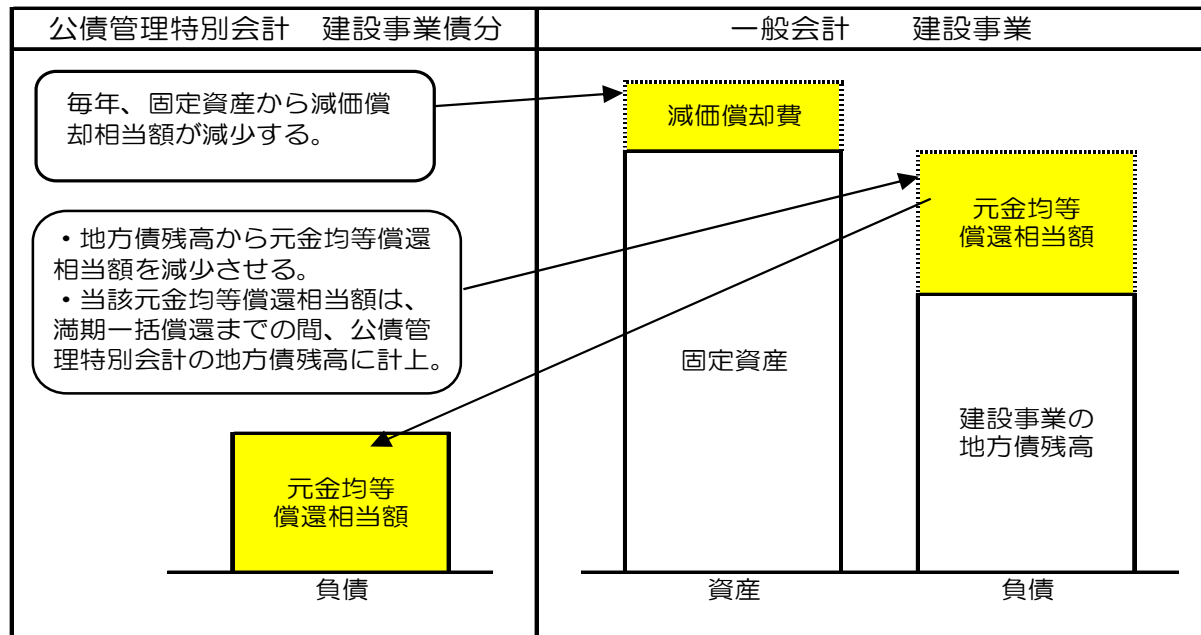 公債管理特別会計　建設事業債分
一般会計　　建設事業
毎年、固定資産から減価償
却相当額が減少する。
・地方債残高から元金均等償還
相当額を減少させる。
・当該元金均等償還相当額は、
満期一括償還までの間、公債管
理特別会計の地方債残高に計上。
元金均等
償還相当額
負債
減価償却費
固定資産
資産
元金均等
償還相当額
建設事業の
地方債残高
負債